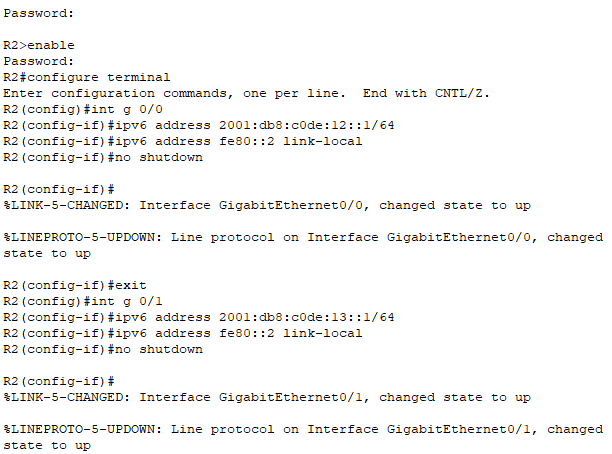 Password:
R2>enable
Password:
R2#configure terminal
Enter configuration commands, one per line.  End with CNTL/Z.
R2(config)#int g 0/0
R2(config-if)#ipv6 address 2001:db8:c0de:12::1/64
R2(config-if)#ipv6 address fe80::2 link-local
R2(config-if)#no shutdown
R2(config-if)#
%LINK-5-CHANGED: Interface GigabitEthernet0/0, changed state to up
%LINEPROTO-5-UPDOWN: Line protocol on Interface GigabitEthernet0/0, changed
state to up
R2(config-if)#exit
R2(config)#int g 0/1
R2(config-if)#ipv6 address 2001:db8:c0de:13::1/64
R2(config-if)#ipv6 address fe80::2 link-local
R2(config-if)#no shutdown
R2(config-if)#
%LINK-5-CHANGED: Interface GigabitEthernet0/1, changed state to up
%LINEPROTO-5-UPDOWN: Line protocol on Interface GigabitEthernet0/1, changed
state to up